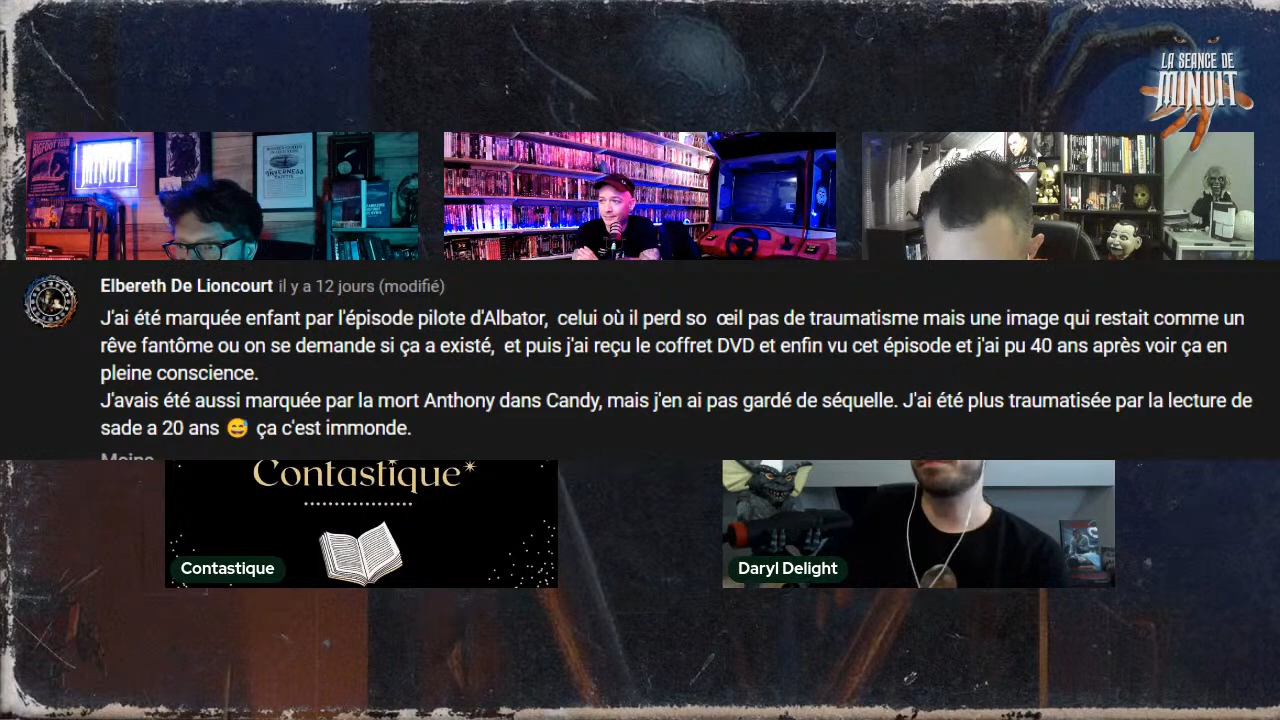 LA SEANCE DE
MINUIT
BIGFOOT
MINUIT
Elbereth De Lioncourt il y a 12 jours (modifié)
J'ai été marquée enfant par l'épisode pilote d'Albator,  celui où il perd so  œil pas de traumatisme mais une image qui restait comme un
rêve fantôme ou on se demande si ça a existé,  et puis j'ai reçu le coffret DVD et enfin vu cet épisode et j'ai pu 40 ans après voir ça en
pleine conscience.
J'avais été aussi marquée par la mort Anthony dans Candy, mais j'en ai pas gardé de séquelle. J'ai été plus traumatisée par la lecture de
sade a 20 ans 😅 ça c'est immonde.
Contastique*
Contastique
Daryl Delight